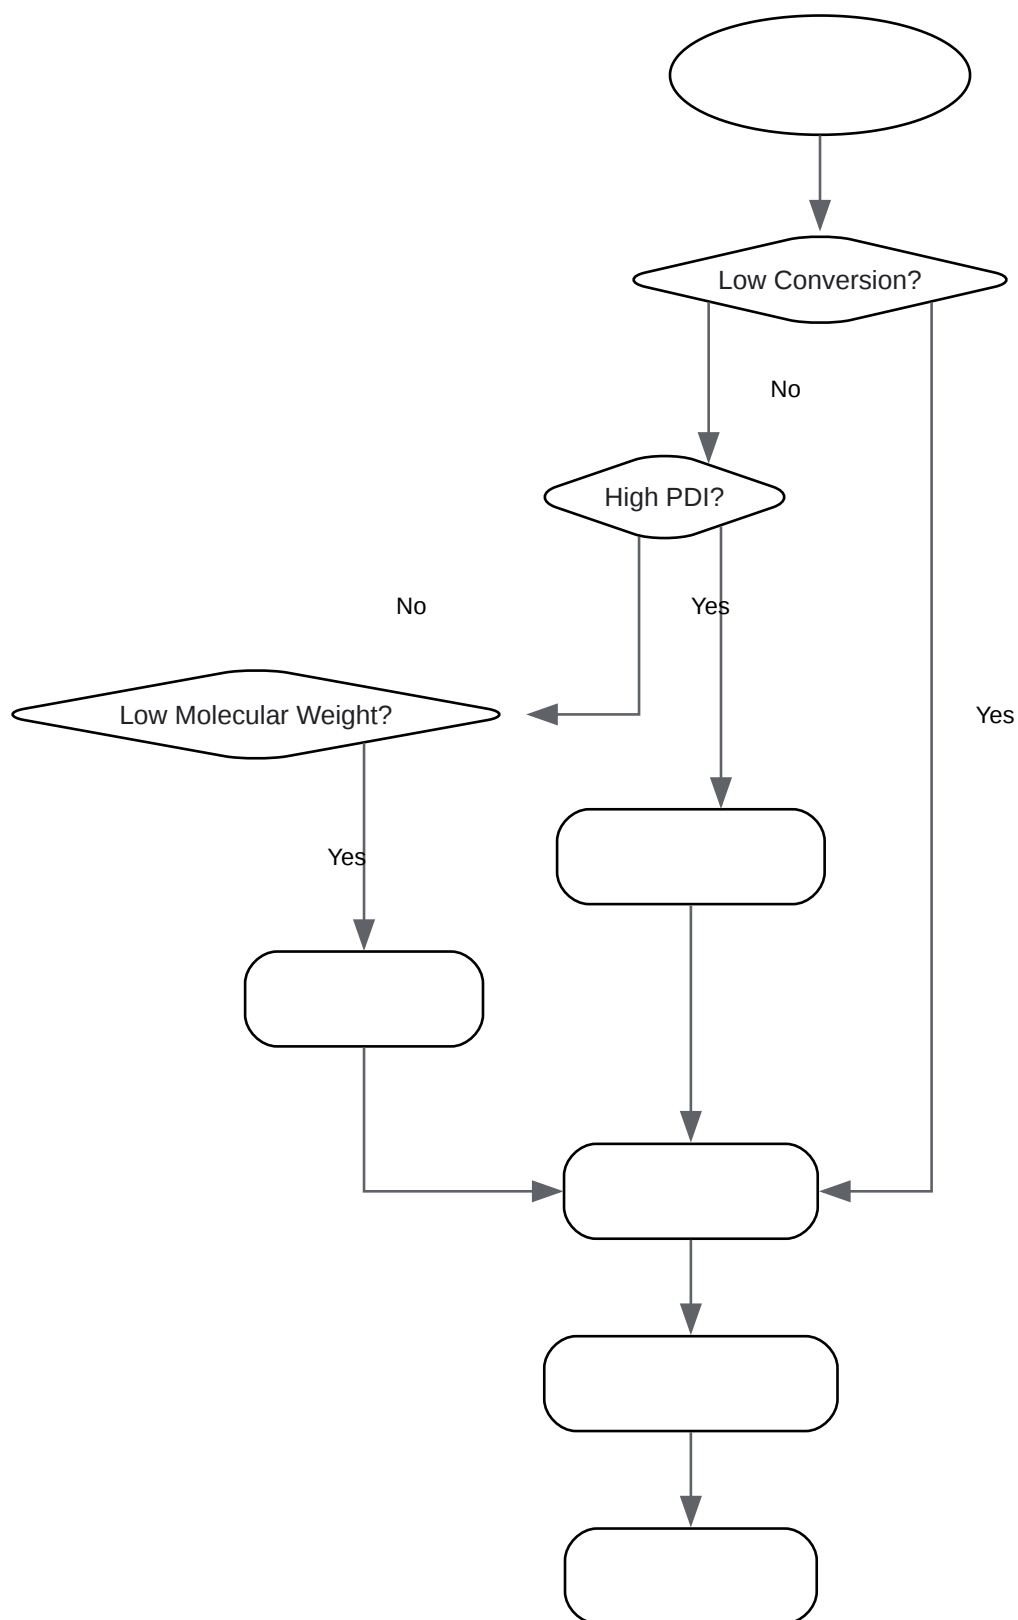 Low Conversion?
No
High PDI?
No
Yes
Low Molecular Weight?
Yes
Yes